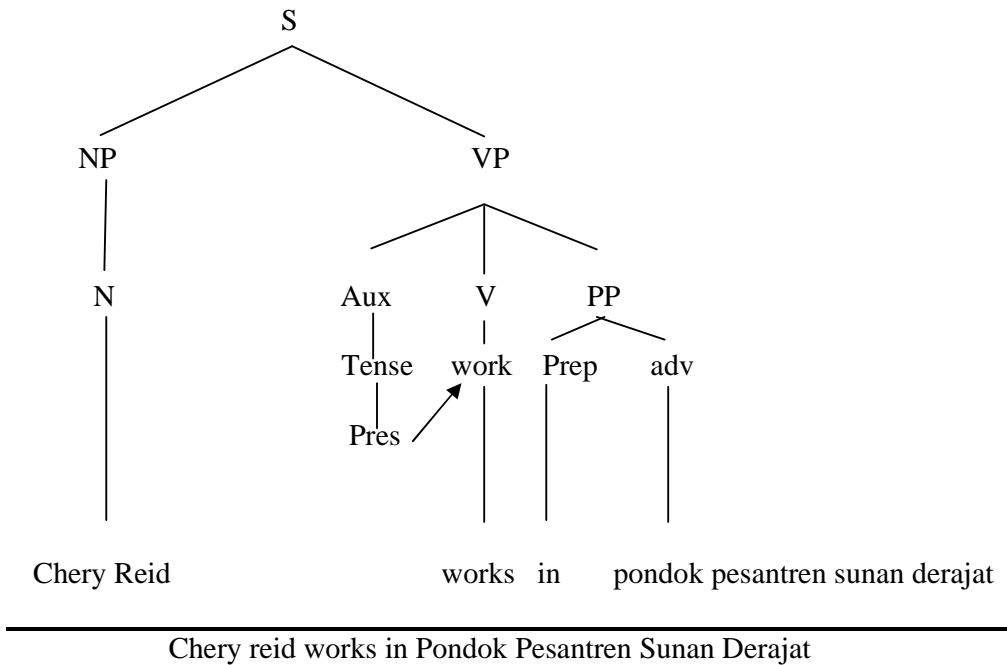 S
NP VP
N Aux V PP
Tense work Prep adv
Pres
Chery Reid works in pondok pesantren sunan derajat
Chery reid works in Pondok Pesantren Sunan Derajat